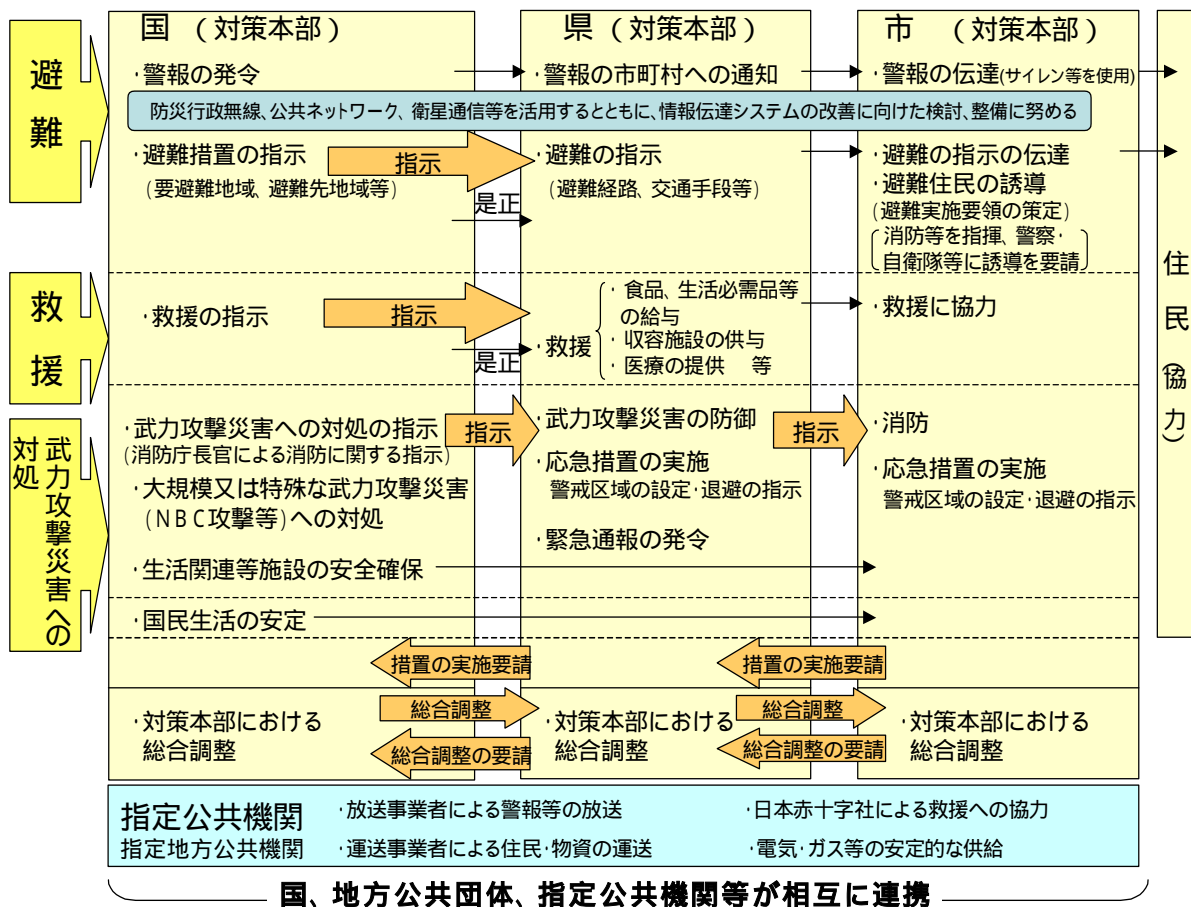 国 (対策本部)
県 (対策本部)
市 (対策本部)
避難
・警報の発令
・警報の市町村への通知
・警報の伝達(サイレン等を使用)
防災行政無線、公共ネットワーク、衛星通信等を活用するとともに、情報伝達システムの改善に向けた検討、整備に努める
・避難措置の指示
(要避難地域、避難先地域等)
指示
是正
・避難の指示
(避難経路、交通手段等)
・避難の指示の伝達
・避難住民の誘導
(避難実施要領の策定)
消防等を指揮、警察・
自衛隊等に誘導を要請
救援
・救援の指示
指示
是正
・救援
・食品、生活必需品等
の給与
・収容施設の供与
・医療の提供 等
・救援に協力
武力攻撃災害への
対処
・武力攻撃災害への対処の指示
(消防庁長官による消防に関する指示)
・大規模又は特殊な武力攻撃災害
(NBC攻撃等)への対処
・生活関連等施設の安全確保
・国民生活の安定
指示
・武力攻撃災害の防御
・応急措置の実施
警戒区域の設定・退避の指示
・緊急通報の発令
指示
・消防
・応急措置の実施
警戒区域の設定・退避の指示
措置の実施要請
措置の実施要請
・対策本部における
総合調整
総合調整
総合調整の要請
・対策本部における
総合調整
総合調整
総合調整の要請
・対策本部における
総合調整
住民(協力)
指定公共機関
指定地方公共機関
・放送事業者による警報等の放送
・日本赤十字社による救援への協力
・運送事業者による住民・物資の運送
・電気・ガス等の安定的な供給
国、地方公共団体、指定公共機関等が相互に連携